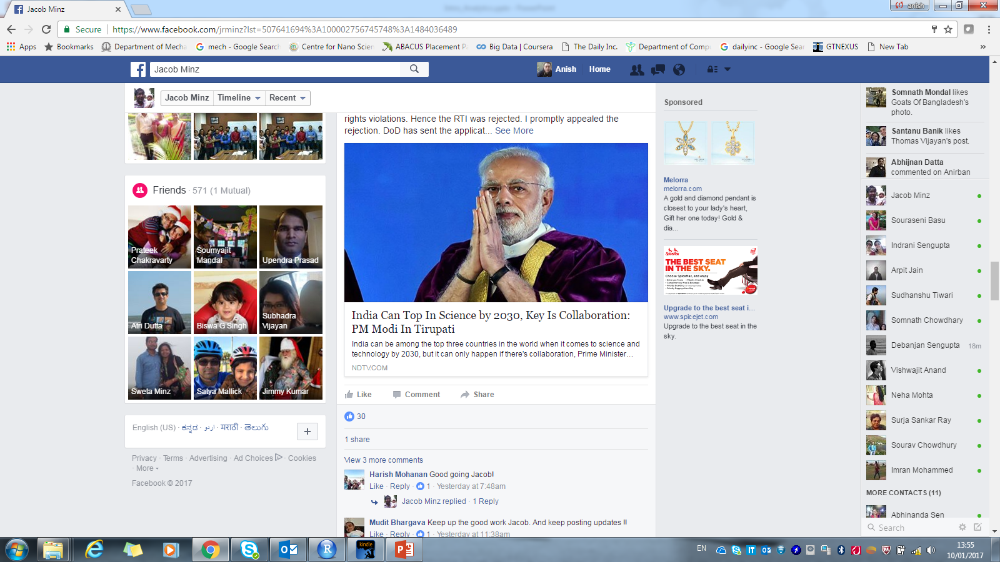 Jacob Minz
anish
Secure
https://www.facebook.com/jrminz?lst=507641694%3A100002756745748%3A1484036489
Apps
Bookmarks
Department of Mecha
mech - Google Search
Centre for Nano Scien
ABACUS Placement P
Big Data | Coursera
The Daily Inc.
Department of Compu
dailyinc - Google Sea
GTNEXUS
New Tab
»
Jacob Minz
Anish
Home
Jacob Minz
Timeline
Recent
Friends · 571 (1 Mutual)
Prateek
Chakravarty
Soumyajit
Mandal
Upendra Prasad
Atri Dutta
Biswa G Singh
Subhadra
Vijayan
Sweta Minz
Satya Mallick
Jimmy Kumar
English (US) · ಕನ್ನಡ · اردو · मराठी · తెలుగు
+
Privacy · Terms · Advertising · Ad Choices · Cookies
· More
Facebook © 2017
rights violations. Hence the RTI was rejected. I promptly appealed the
rejection. DoD has sent the applicat... See More
India Can Top In Science by 2030, Key Is Collaboration:
PM Modi In Tirupati
India can be among the top three countries in the world when it comes to science and
technology by 2030, but it can only happen if there's collaboration, Prime Minister…
NDTV.COM
Like
Comment
Share
30
1 share
View 3 more comments
Harish Mohanan Good going Jacob!
Like · Reply · 1 · Yesterday at 7:48am
Jacob Minz replied · 1 Reply
Mudit Bhargava Keep up the good work Jacob. And keep posting updates !!
Like · Reply · 1 · Yesterday at 11:38am
Sponsored
Melorra
melorra.com
A gold and diamond pendant is
closest to your lady's heart,
Gift her one today! Gold &
dia...
SpiceMax
THE BEST SEAT
IN THE SKY.
Choose SpiceMax, and enjoy
Upgrade to the best seat i...
www.spicejet.com
Upgrade to the best seat in the
sky.
Somnath Mondal likes
Goats Of Bangladesh's
photo.
Santanu Banik likes
Thomas Vijayan's post.
Abhijnan Datta
commented on Anirban
Jacob Minz
Souraseni Basu
Indrani Sengupta
Arpit Jain
Sudhanshu Tiwari
Somnath Chowdhary
Debanjan Sengupta 18m
Vishwajit Anand
Neha Mohta
Surja Sankar Ray
Sourav Chowdhury
Imran Mohammed
MORE CONTACTS (11)
Abhinanda Sen
Search
kindle
EN
13:55
10/01/2017